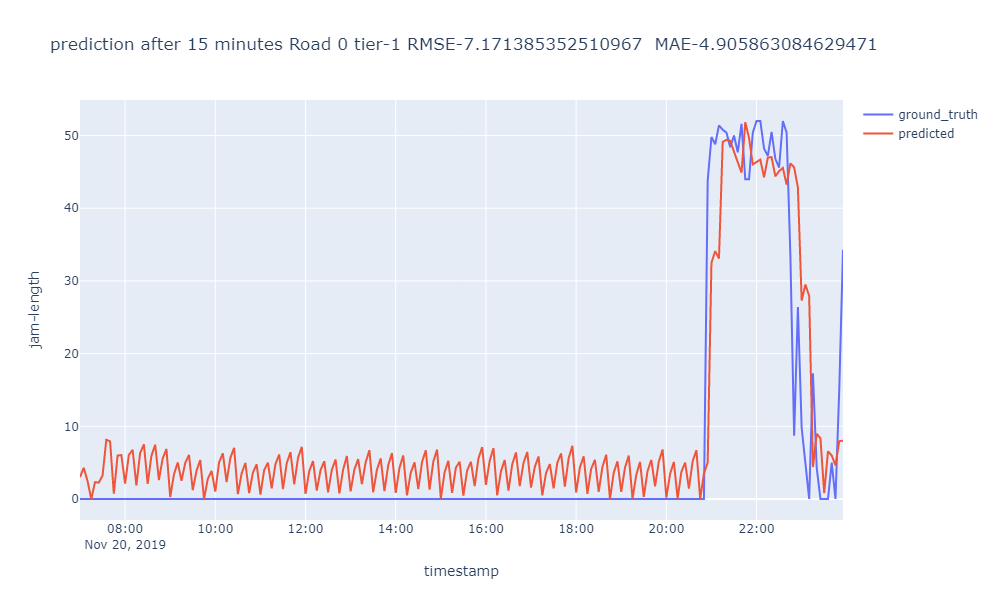 prediction after 15 minutes Road 0 tier-1 RMSE-7.171385352510967  MAE-4.905863084629471
ground_truth
predicted
jam-length
50
40
30
20
10
0
08:00 10:00 12:00 14:00 16:00 18:00 20:00 22:00
Nov 20, 2019
timestamp